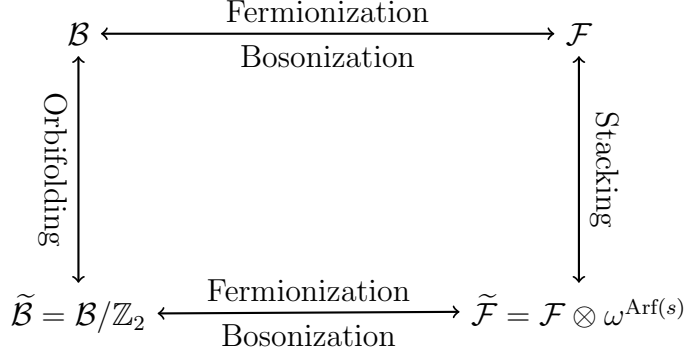 Fermionization
ℬ ℱ
Bosonization
Orbifolding
Stacking
Fermionization
ℬ̃ = ℬ/ℤ₂ ℱ̃ = ℱ ⊗ ω^{Arf(s)}
Bosonization